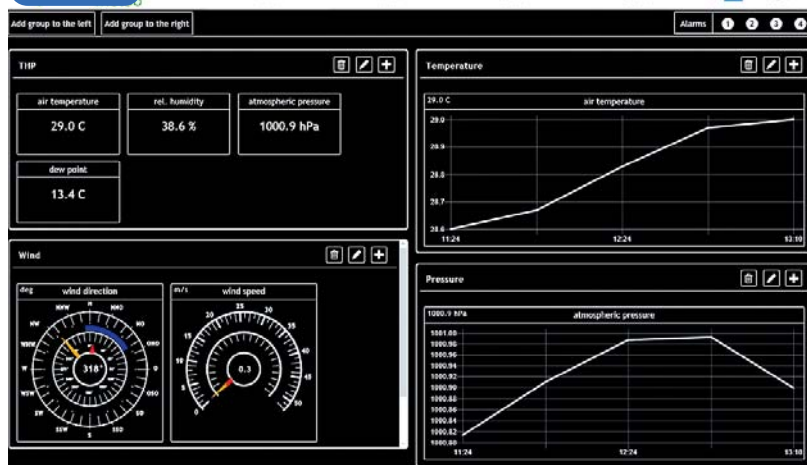 Add group to the left
Add group to the right
Alarms
1
2
3
4
THP
air temperature
29.0 C
rel. humidity
38.6 %
atmospheric pressure
1000.9 hPa
dew point
13.4 C
Temperature
29.0 C
air temperature
29.0
28.9
28.8
28.7
28.6
11:24
12:24
13:10
Wind
deg
wind direction
N
NNO
NO
ONO
O
OSO
SO
SSO
S
SSW
SW
WSW
W
WNW
NW
NNW
318°
m/s
wind speed
0
5
10
15
20
25
30
35
40
45
50
0.3
Pressure
1000.9 hPa
atmospheric pressure
1001.00
1000.98
1000.96
1000.94
1000.92
1000.90
1000.88
1000.86
1000.84
1000.82
1000.80
11:24
12:24
13:10